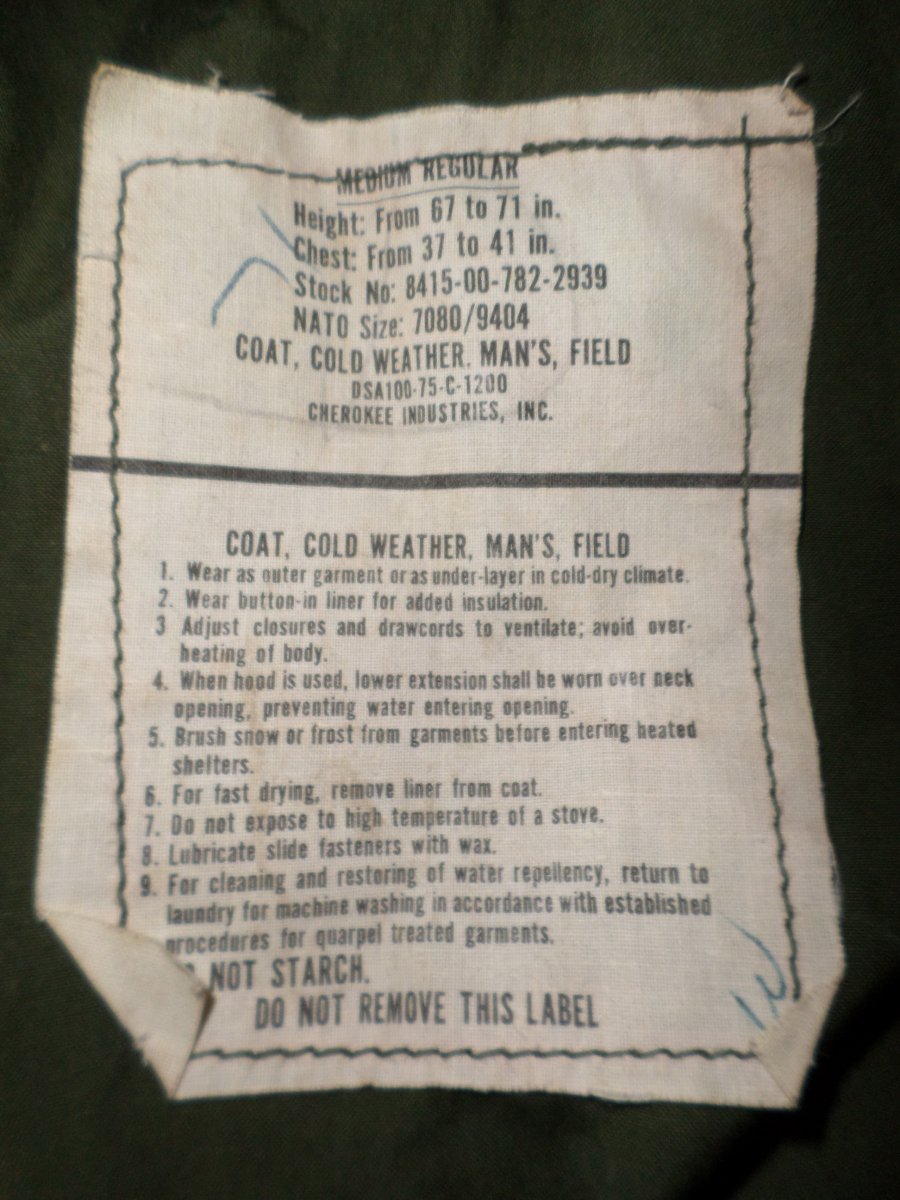 MEDIUM REGULAR
Height: From 67 to 71 in.
Chest: From 37 to 41 in.
Stock No: 8415-00-782-2939
NATO Size: 7080/9404
COAT, COLD WEATHER. MAN'S, FIELD
DSA100-75-C-1200
CHEROKEE INDUSTRIES, INC.
COAT, COLD WEATHER, MAN'S, FIELD
1. Wear as outer garment or as under-layer in cold-dry climate.
2. Wear button-in liner for added insulation.
3 Adjust closures and drawcords to ventilate; avoid over-
heating of body.
4. When hood is used, lower extension shall be worn over neck
opening, preventing water entering opening.
5. Brush snow or frost from garments before entering heated
shelters.
6. For fast drying, remove liner from coat.
7. Do not expose to high temperature of a stove.
8. Lubricate slide fasteners with wax.
9. For cleaning and restoring of water repellency, return to
laundry for machine washing in accordance with established
procedures for quarpel treated garments.
NOT STARCH.
DO NOT REMOVE THIS LABEL